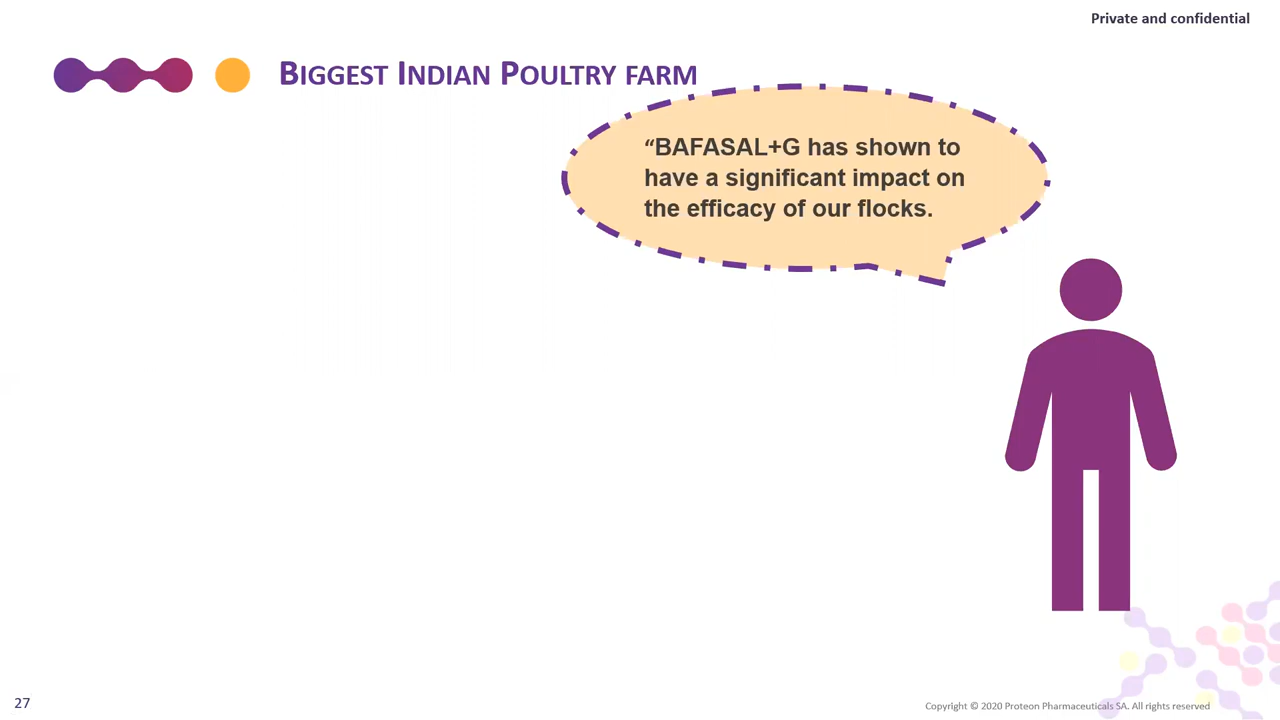 Private and confidential
BIGGEST INDIAN POULTRY FARM
“BAFASAL+G has shown to
have a significant impact on
the efficacy of our flocks.
27
Copyright © 2020 Proteon Pharmaceuticals SA. All rights reserved